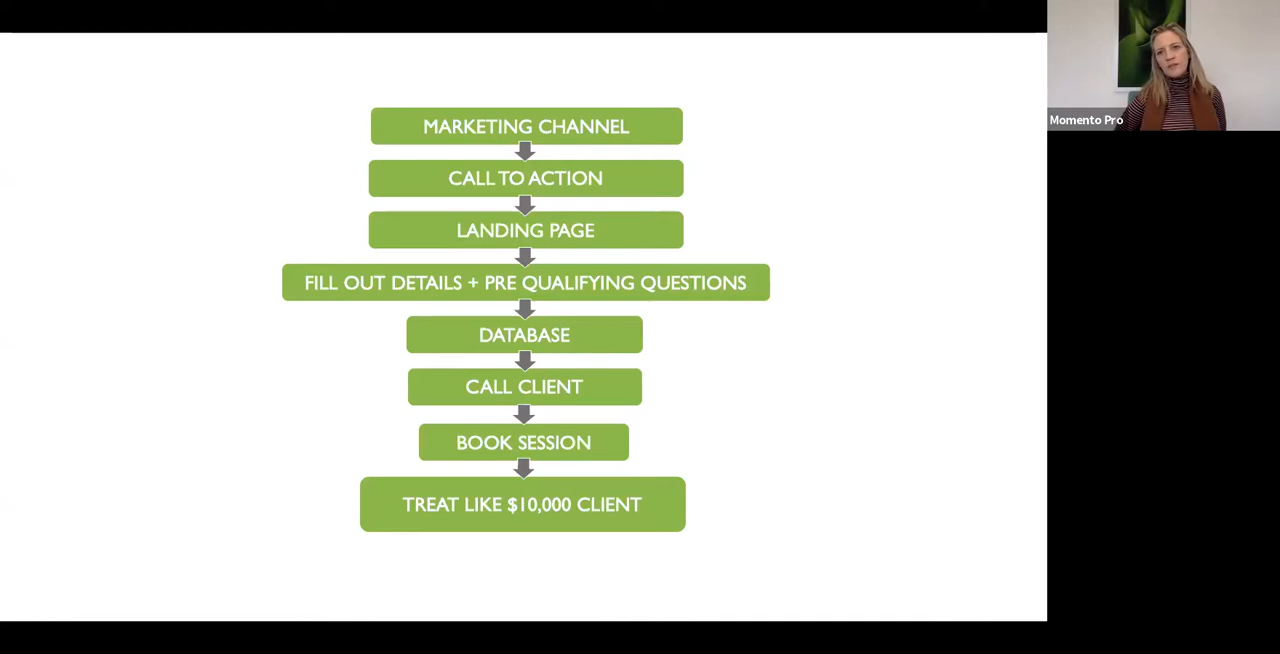 MARKETING CHANNEL
CALL TO ACTION
LANDING PAGE
FILL OUT DETAILS + PRE QUALIFYING QUESTIONS
DATABASE
CALL CLIENT
BOOK SESSION
TREAT LIKE $10,000 CLIENT
Momento Pro